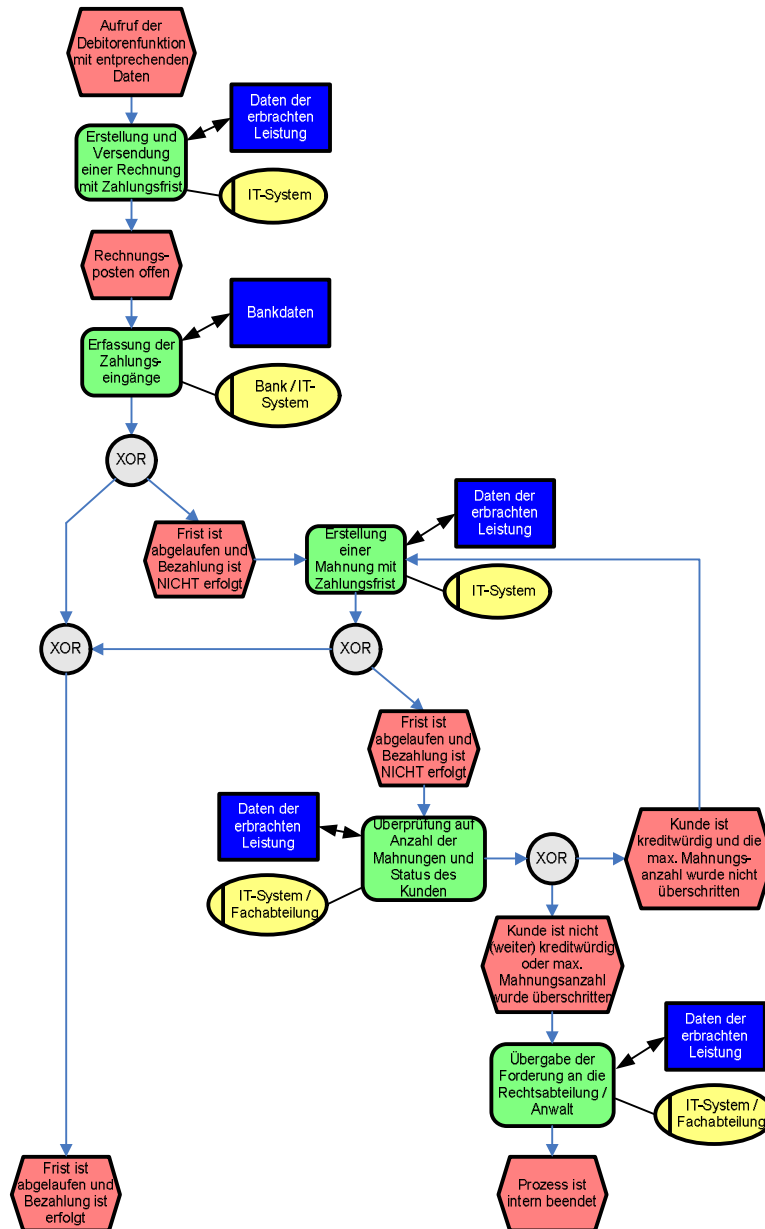 Aufruf der
Debitorenfunktion
mit entprechenden
Daten
Daten der
erbrachten
Leistung
Erstellung und
Versendung
einer Rechnung
mit Zahlungsfrist
IT-System
Rechnungs-
posten offen
Bankdaten
Erfassung der
Zahlungs-
eingänge
Bank / IT-
System
XOR
Daten der
erbrachten
Leistung
Frist ist
abgelaufen und
Bezahlung ist
NICHT erfolgt
Erstellung
einer
Mahnung mit
Zahlungsfrist
IT-System
XOR
XOR
Frist ist
abgelaufen und
Bezahlung ist
NICHT erfolgt
Daten der
erbrachten
Leistung
Überprüfung auf
Anzahl der
Mahnungen und
Status des
Kunden
XOR
Kunde ist
kreditwürdig und die
max. Mahnungs-
anzahl wurde nicht
überschritten
IT-System /
Fachabteilung
Kunde ist nicht
(weiter) kreditwürdig
oder max.
Mahnungsanzahl
wurde überschritten
Daten der
erbrachten
Leistung
Übergabe der
Forderung an die
Rechtsabteilung /
Anwalt
IT-System /
Fachabteilung
Frist ist
abgelaufen und
Bezahlung ist
erfolgt
Prozess ist
intern beendet